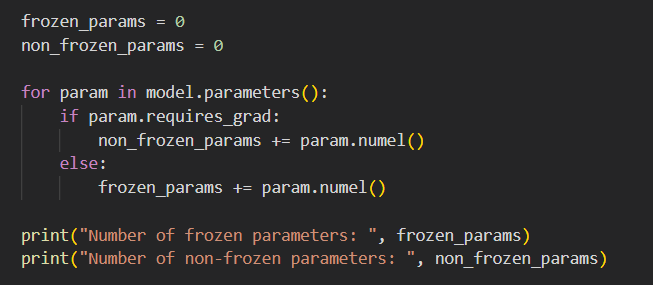 frozen_params = 0
non_frozen_params = 0

for param in model.parameters():
    if param.requires_grad:
        non_frozen_params += param.numel()
    else:
        frozen_params += param.numel()

print("Number of frozen parameters: ", frozen_params)
print("Number of non-frozen parameters: ", non_frozen_params)